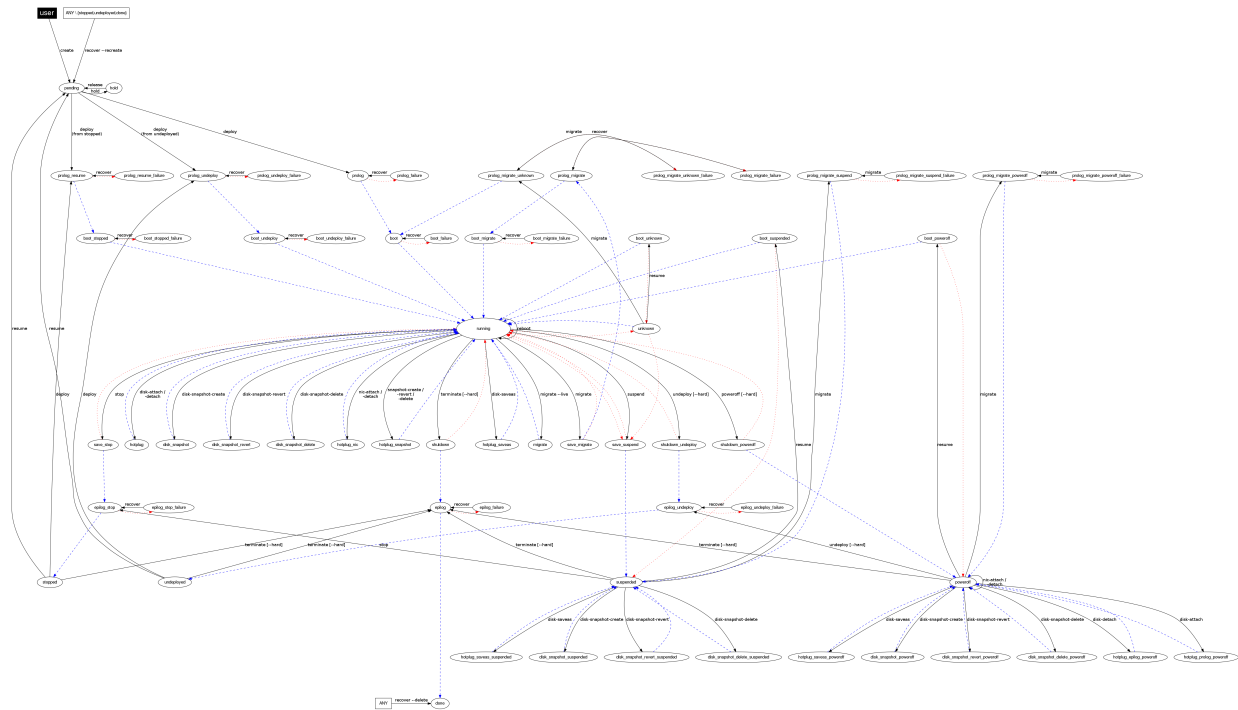 user
ANY \ {stopped,undeployed,done}
create
recover --recreate
pending
release
hold
hold
deploy
(from stopped)
deploy
(from undeployed)
deploy
migrate
recover
prolog_resume
recover
prolog_resume_failure
prolog_undeploy
recover
prolog_undeploy_failure
prolog
recover
prolog_failure
prolog_migrate_unknown
prolog_migrate
prolog_migrate_unknown_failure
prolog_migrate_failure
prolog_migrate_suspend
migrate
prolog_migrate_suspend_failure
prolog_migrate_poweroff
migrate
prolog_migrate_poweroff_failure
boot_stopped
recover
boot_stopped_failure
boot_undeploy
recover
boot_undeploy_failure
boot
recover
boot_failure
boot_migrate
recover
boot_migrate_failure
migrate
boot_unknown
boot_suspended
boot_poweroff
resume
resume
resume
running
reboot
unknown
deploy
deploy
stop
disk-attach /
-detach
disk-snapshot-create
disk-snapshot-revert
disk-snapshot-delete
nic-attach /
-detach
snapshot-create /
-revert /
-delete
terminate [--hard]
disk-saveas
migrate --live
migrate
suspend
undeploy [--hard]
poweroff [--hard]
migrate
migrate
save_stop
hotplug
disk_snapshot
disk_snapshot_revert
disk_snapshot_delete
hotplug_nic
hotplug_snapshot
shutdown
hotplug_saveas
migrate
save_migrate
save_suspend
shutdown_undeploy
shutdown_poweroff
resume
resume
epilog_stop
recover
epilog_stop_failure
epilog
recover
epilog_failure
epilog_undeploy
recover
epilog_undeploy_failure
terminate [--hard]
terminate [--hard]
stop
terminate [--hard]
terminate [--hard]
undeploy [--hard]
stopped
undeployed
suspended
poweroff
nic-attach /
-detach
disk-saveas
disk-snapshot-create
disk-snapshot-revert
disk-snapshot-delete
disk-saveas
disk-snapshot-create
disk-snapshot-revert
disk-snapshot-delete
disk-detach
disk-attach
hotplug_saveas_suspended
disk_snapshot_suspended
disk_snapshot_revert_suspended
disk_snapshot_delete_suspended
hotplug_saveas_poweroff
disk_snapshot_poweroff
disk_snapshot_revert_poweroff
disk_snapshot_delete_poweroff
hotplug_epilog_poweroff
hotplug_prolog_poweroff
ANY
recover --delete
done